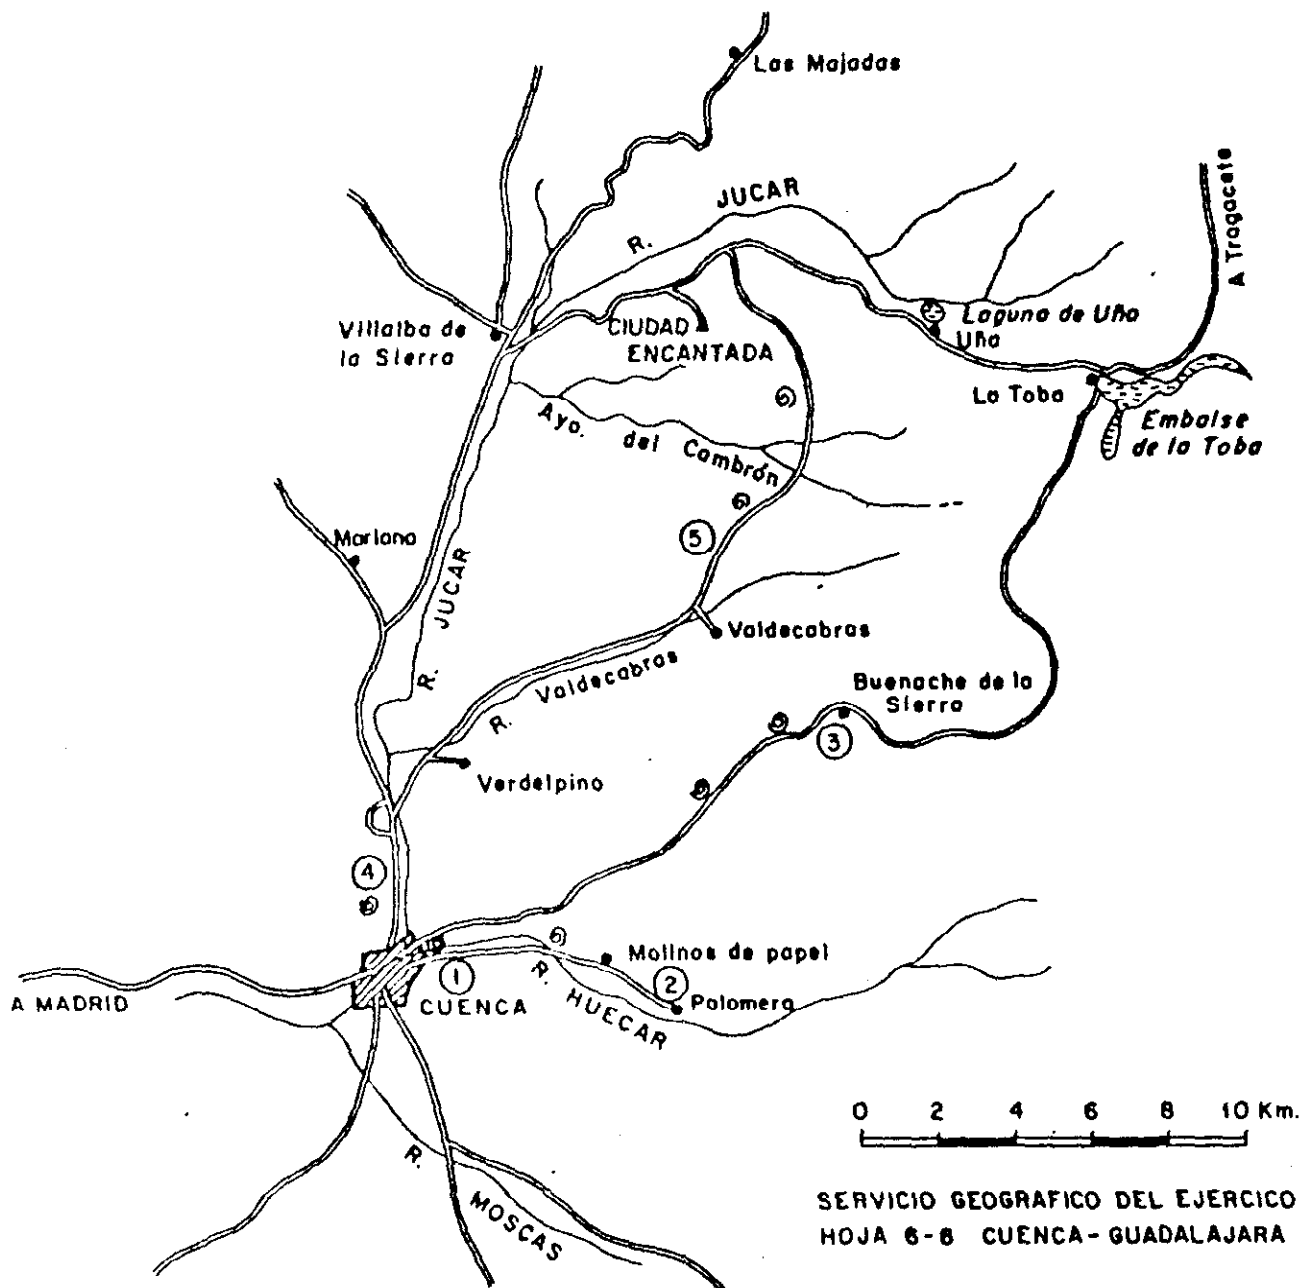 Las Majadas
R. JUCAR
A Tragacete
Villalba de
la Sierra
CIUDAD
ENCANTADA
Laguna de Uña
Uña
La Toba
Embalse
de la Toba
Ayo. del Cambrón
Mariana
5
R. JUCAR
Valdecabras
R. Valdecabras
Buenache de la
Sierra
3
Verdelpino
4
Molinos de papel
1
2
A MADRID
CUENCA
R. HUECAR
Palomera
R. MOSCAS
0 2 4 6 8 10 Km.
SERVICIO GEOGRAFICO DEL EJERCICO
HOJA 6-6 CUENCA-GUADALAJARA